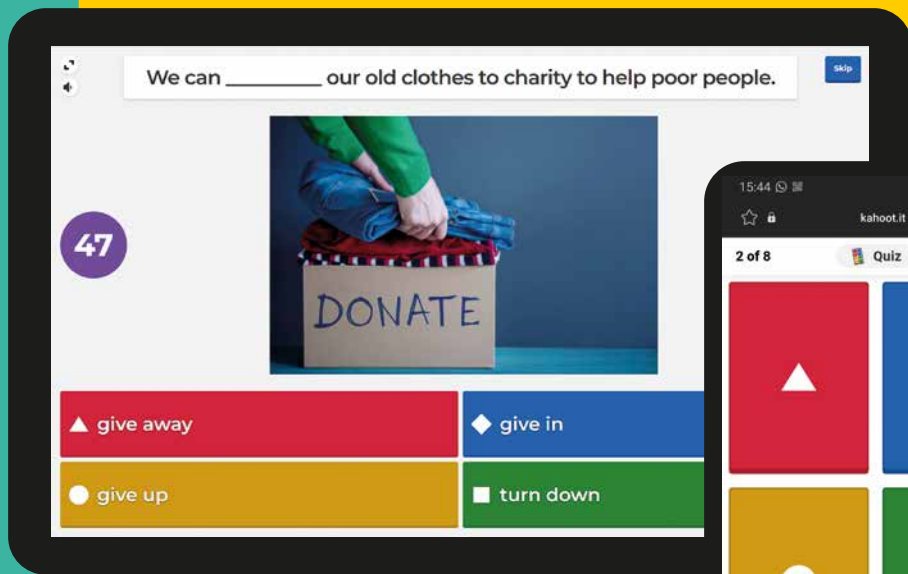 We can _________ our old clothes to charity to help poor people.
Skip
47
DONATE
give away
give in
give up
turn down
15:44
kahoot.it
2 of 8
Quiz